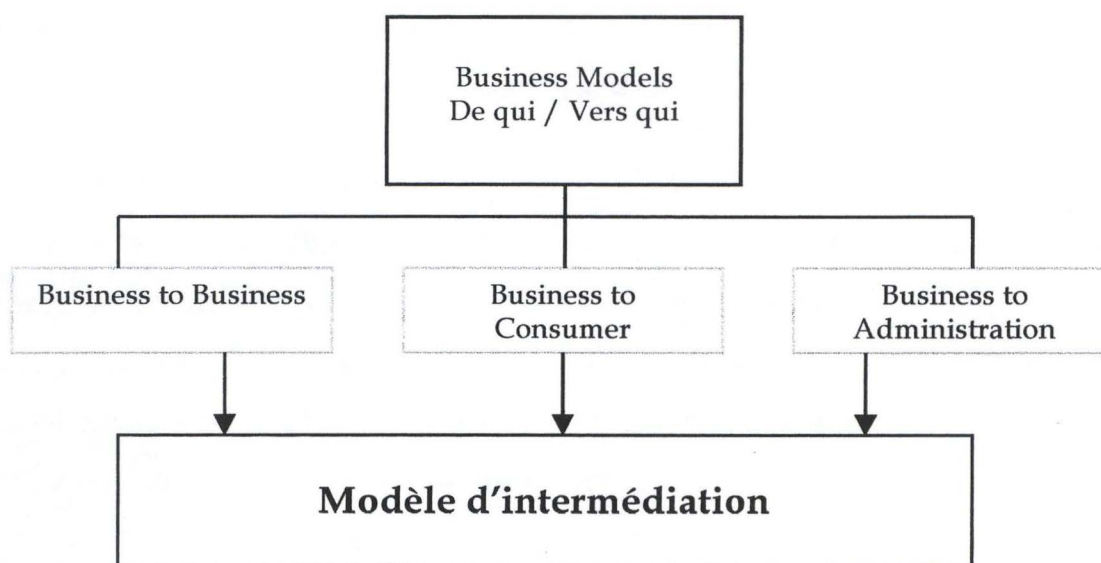 Business Models
De qui / Vers qui
Business to Business
Business to
Consumer
Business to
Administration
Modèle d'intermédiation